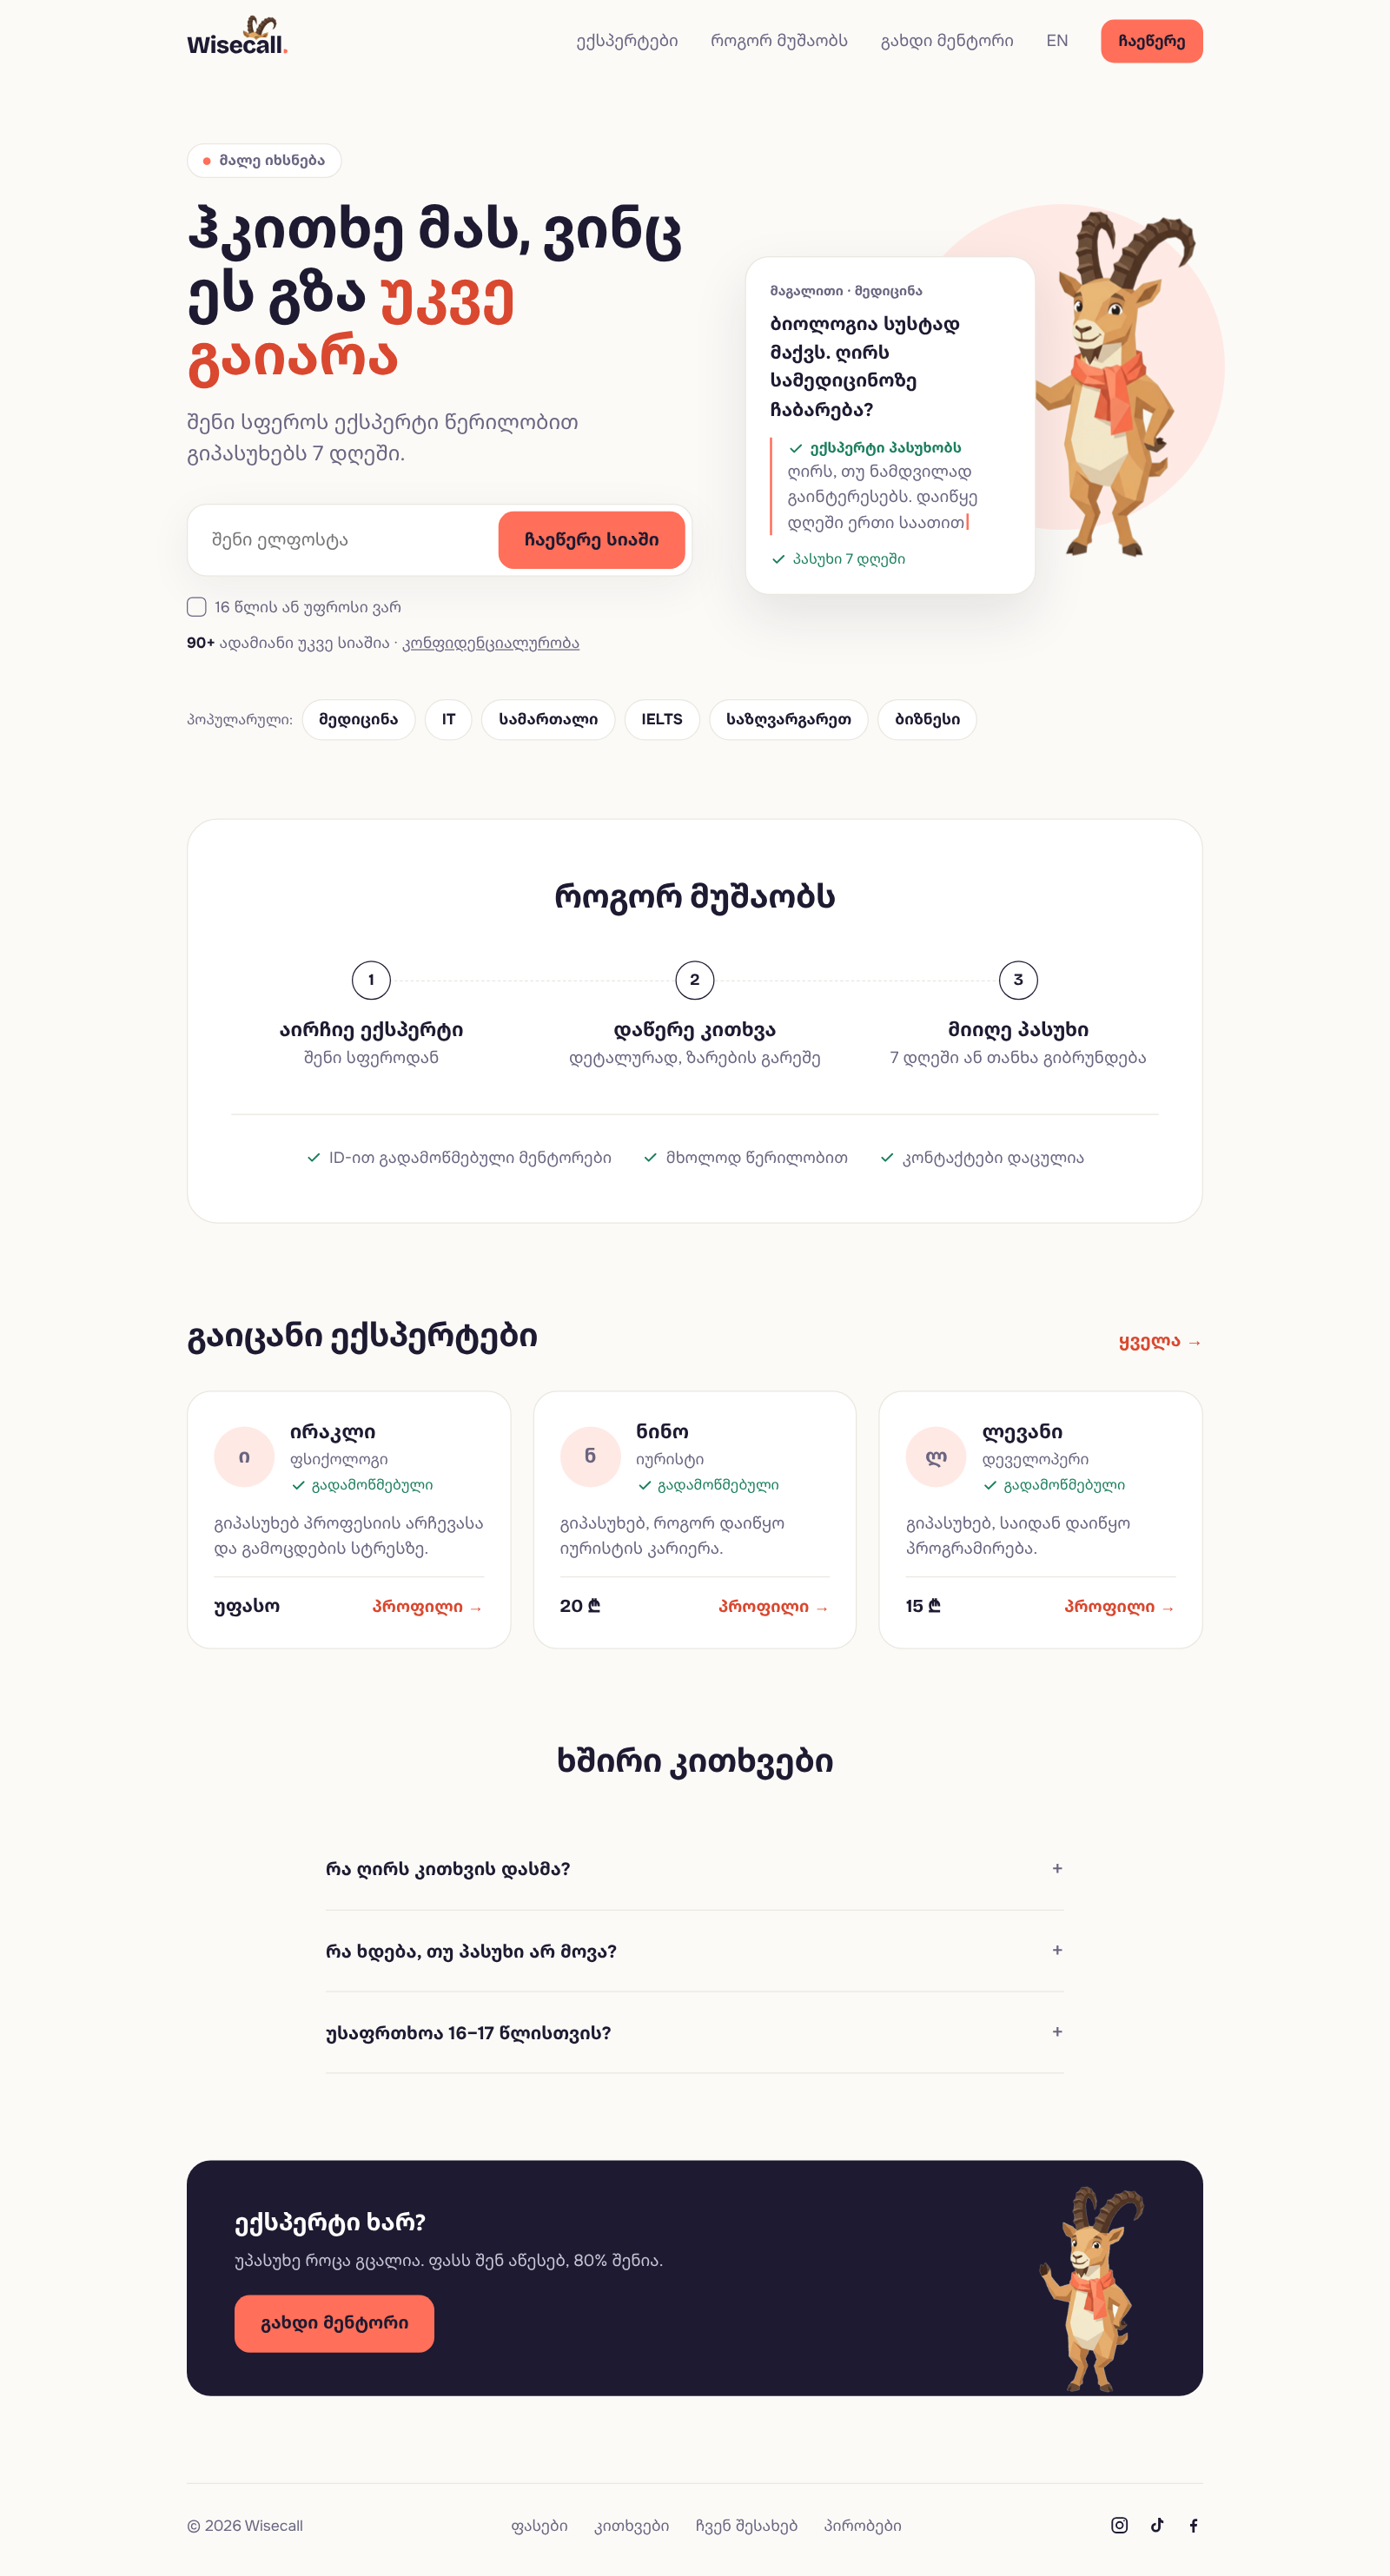 Wisecall.
ექსპერტები
როგორ მუშაობს
გახდი მენტორი
EN
ჩაეწერე
მალე იხსნება
ჰკითხე მას, ვინც
ეს გზა უკვე
გაიარა
შენი სფეროს ექსპერტი წერილობით
გიპასუხებს 7 დღეში.
შენი ელფოსტა
ჩაეწერე სიაში
16 წლის ან უფროსი ვარ
90+ ადამიანი უკვე სიაშია · კონფიდენციალურობა
მაგალითი · მედიცინა
ბიოლოგია სუსტად
მაქვს. ღირს
სამედიცინოზე
ჩაბარება?
ექსპერტი პასუხობს
ღირს, თუ ნამდვილად
გაინტერესებს. დაიწყე
დღეში ერთი საათით
პასუხი 7 დღეში
პოპულარული:
მედიცინა
IT
სამართალი
IELTS
საზღვარგარეთ
ბიზნესი
როგორ მუშაობს
1
2
3
აირჩიე ექსპერტი
შენი სფეროდან
დაწერე კითხვა
დეტალურად, ზარების გარეშე
მიიღე პასუხი
7 დღეში ან თანხა გიბრუნდება
ID-ით გადამოწმებული მენტორები
მხოლოდ წერილობით
კონტაქტები დაცულია
გაიცანი ექსპერტები
ყველა →
ი
ირაკლი
ფსიქოლოგი
გადამოწმებული
გიპასუხებ პროფესიის არჩევასა
და გამოცდების სტრესზე.
უფასო
პროფილი →
ნ
ნინო
იურისტი
გადამოწმებული
გიპასუხებ, როგორ დაიწყო
იურისტის კარიერა.
20 ₾
პროფილი →
ლ
ლევანი
დეველოპერი
გადამოწმებული
გიპასუხებ, საიდან დაიწყო
პროგრამირება.
15 ₾
პროფილი →
ხშირი კითხვები
რა ღირს კითხვის დასმა?
+
რა ხდება, თუ პასუხი არ მოვა?
+
უსაფრთხოა 16–17 წლისთვის?
+
ექსპერტი ხარ?
უპასუხე როცა გცალია. ფასს შენ აწესებ, 80% შენია.
გახდი მენტორი
© 2026 Wisecall
ფასები
კითხვები
ჩვენ შესახებ
პირობები